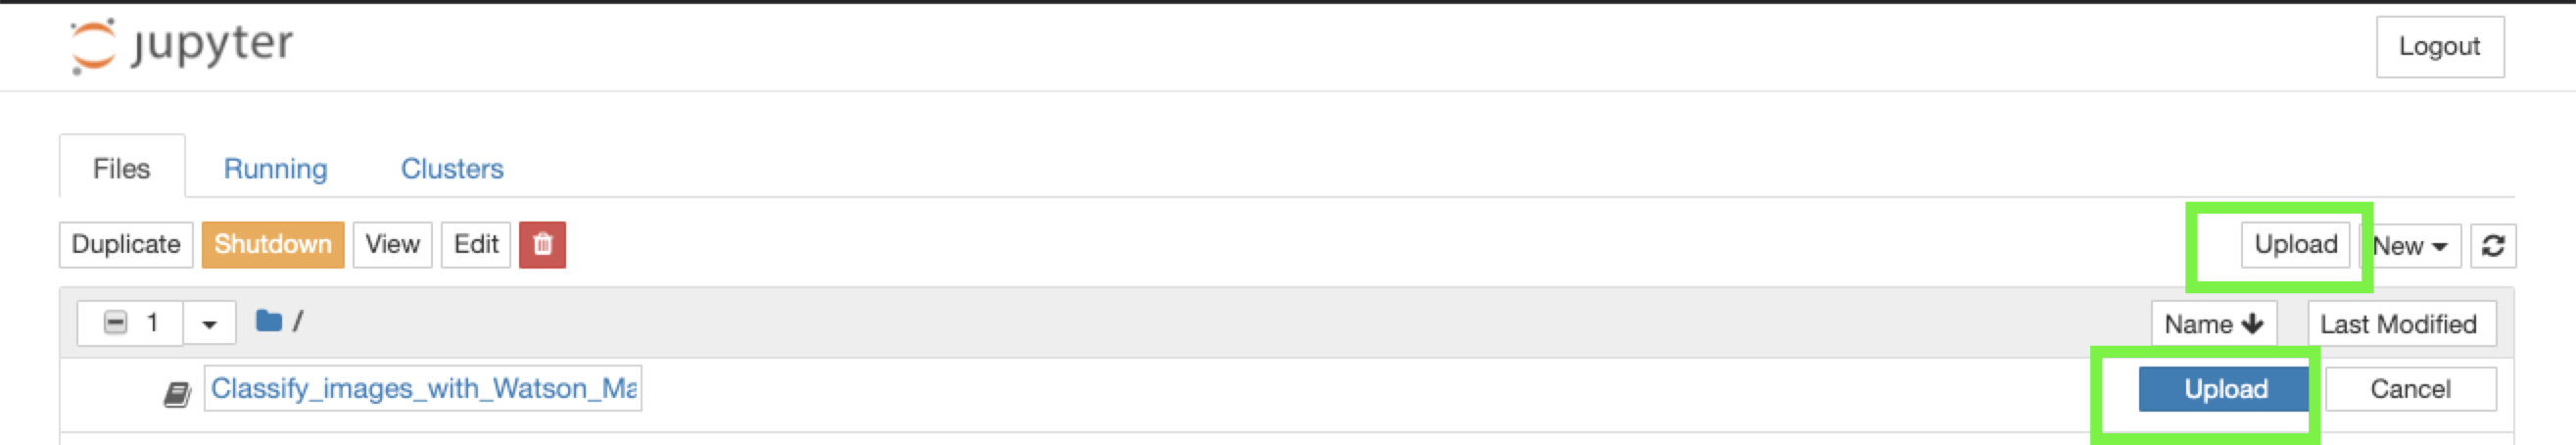 jupyter
Logout
Files Running Clusters
Duplicate Shutdown View Edit Upload New
1 / Name Last Modified
Classify_images_with_Watson_Ma Upload Cancel